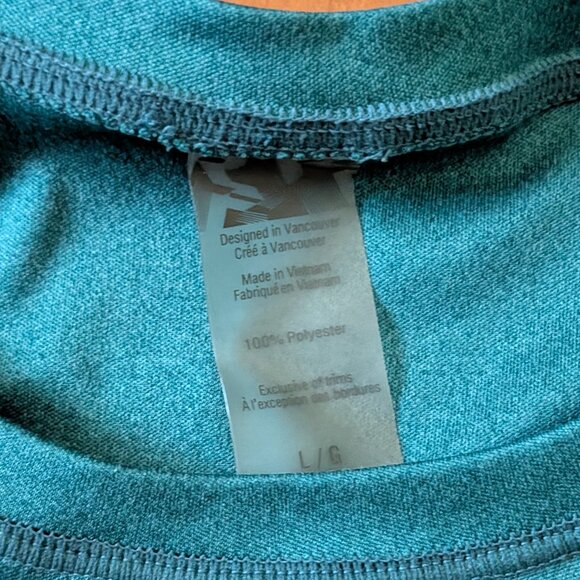 Designed in Vancouver
Créé à Vancouver
Made in Vietnam
Fabriqué en Vietnam
100% Polyester
Exclusive of trims
À l'exception des bordures
L / G